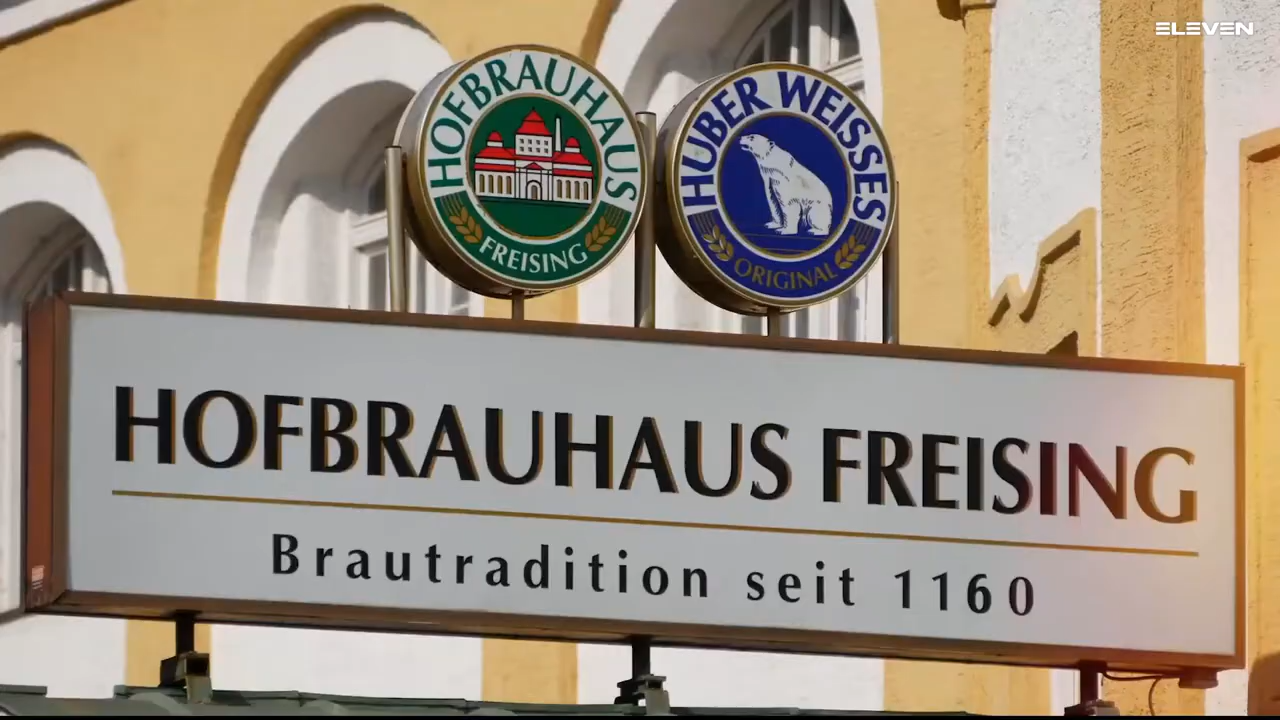 ELEVEN
HOFBRAUHAUS
FREISING
HUBER WEISSES
ORIGINAL
HOFBRAUHAUS FREISING
Brautradition seit 1160